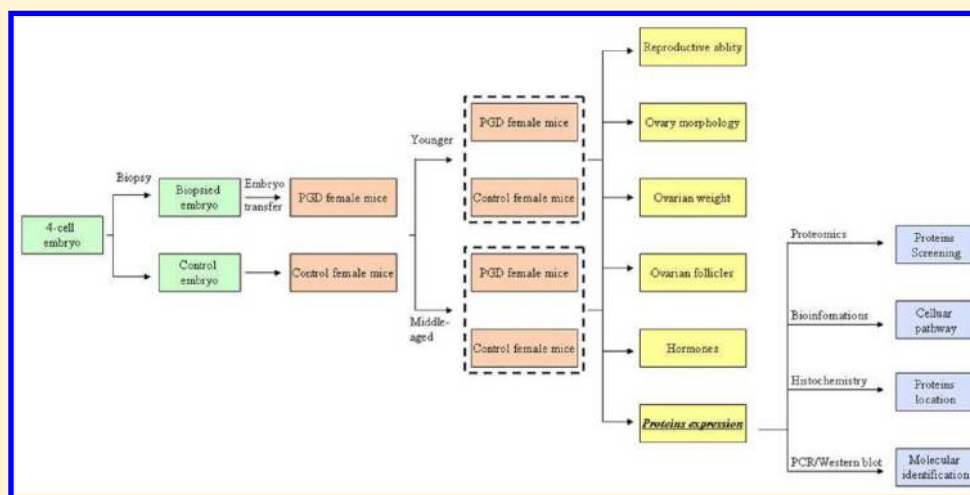 4-cell
embryo
Biopsy
Biopsied
embryo
Control
embryo
Embryo
transfer
PGD female mice
Control female mice
Younger
Middle-
aged
PGD female mice
Control female mice
PGD female mice
Control female mice
Reproductive ablity
Ovary morphology
Ovarian weight
Ovarian follicles
Hormones
Proteins expression
Proteomics
Bioinfomations
Histochemistry
PCR/Western blot
Proteins
Screening
Celluar
pathway
Proteins
location
Molecular
identification